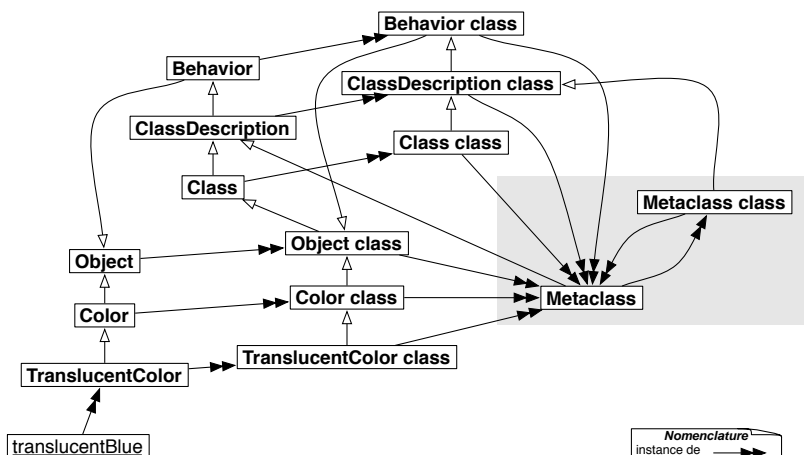 Behavior class
Behavior
ClassDescription class
ClassDescription
Class class
Class
Metaclass class
Object class
Object
Color class
Metaclass
Color
TranslucentColor class
TranslucentColor
translucentBlue
Nomenclature
instance de